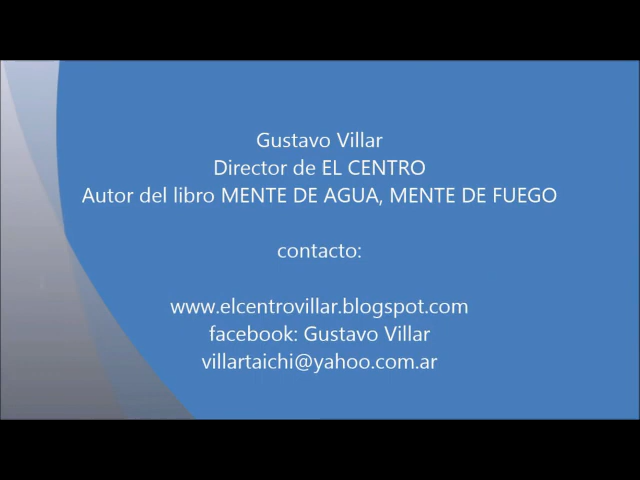 Gustavo Villar
Director de EL CENTRO
Autor del libro MENTE DE AGUA, MENTE DE FUEGO
contacto:
www.elcentrovillar.blogspot.com
facebook: Gustavo Villar
villartaichi@yahoo.com.ar